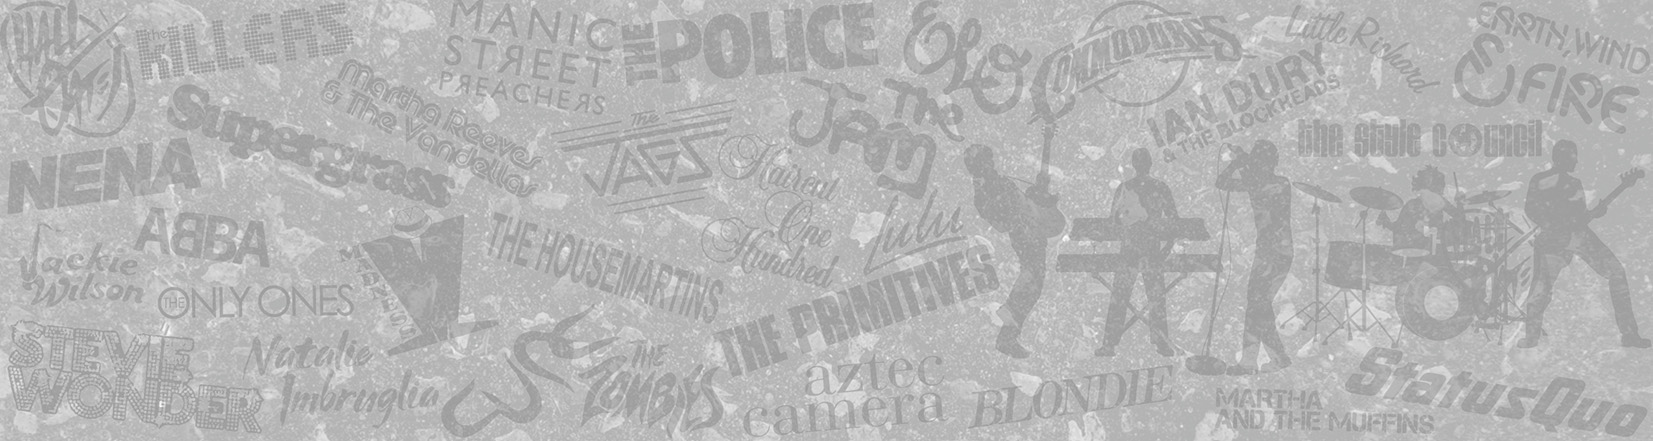 HALL
& OATES
the
KILLERS
MANIC
STREET
PREACHERS
THE POLICE
ELO
COMMODORES
Little Richard
EARTH, WIND
& FIRE
Supergrass
Martha Reeves
& The Vandellas
The
JAGS
The
JAM
IAN DURY
& THE BLOCKHEADS
the style council
NENA
Haircut
One
Hundred
Lulu
ABBA
Jackie
Wilson
THE ONLY ONES
THE HOUSEMARTINS
THE PRIMITIVES
STEVIE
WONDER
Natalie
Imbruglia
THE
ZOMBIES
aztec
camera
BLONDIE
MARTHA
AND THE MUFFINS
StatusQuo